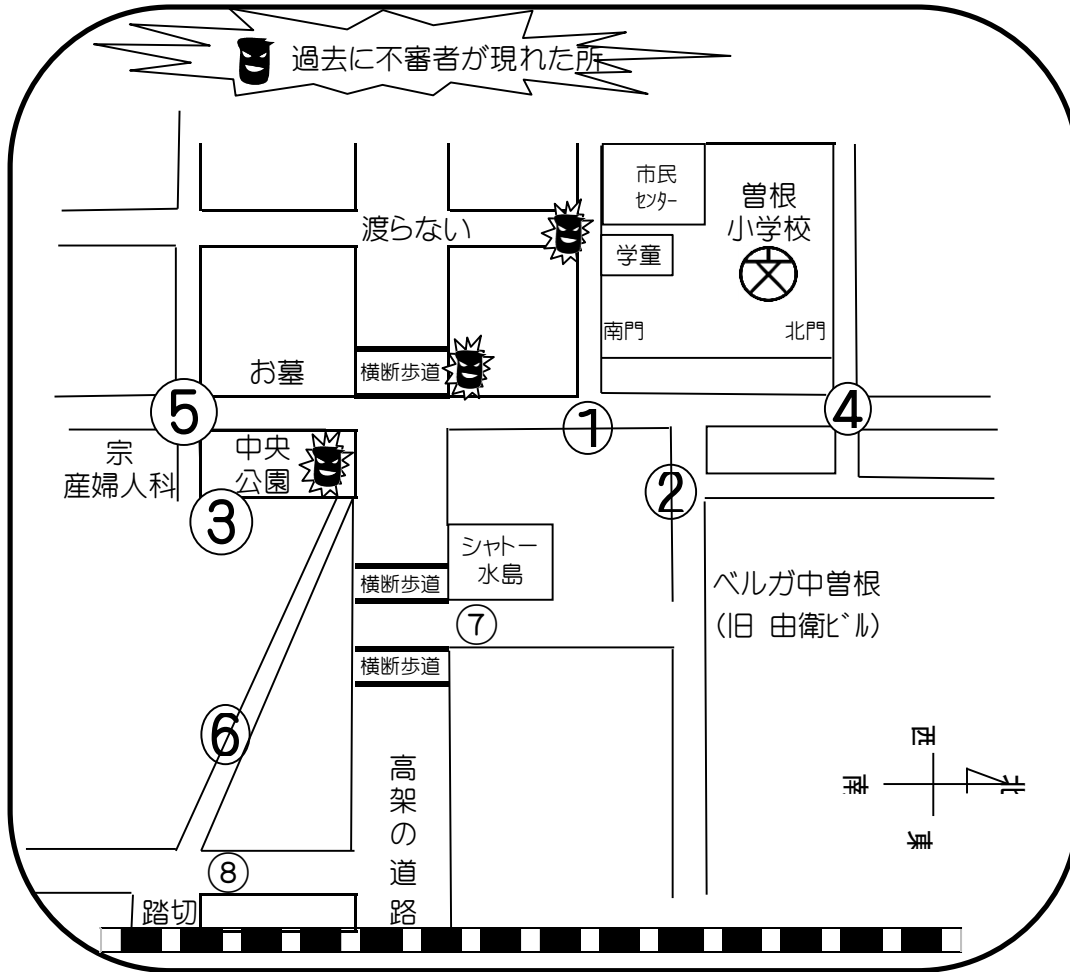 過去に不審者が現れた所
市民
センター
曽根
小学校
渡らない
学童
南門
北門
お墓
横断歩道
⑤
①
④
宗
産婦人科
中央
公園
②
③
シャトー
水島
横断歩道
ベルガ中曽根
(旧 由衛ビル)
⑦
横断歩道
⑥
高架の道路
西
南
北
東
⑧
踏切